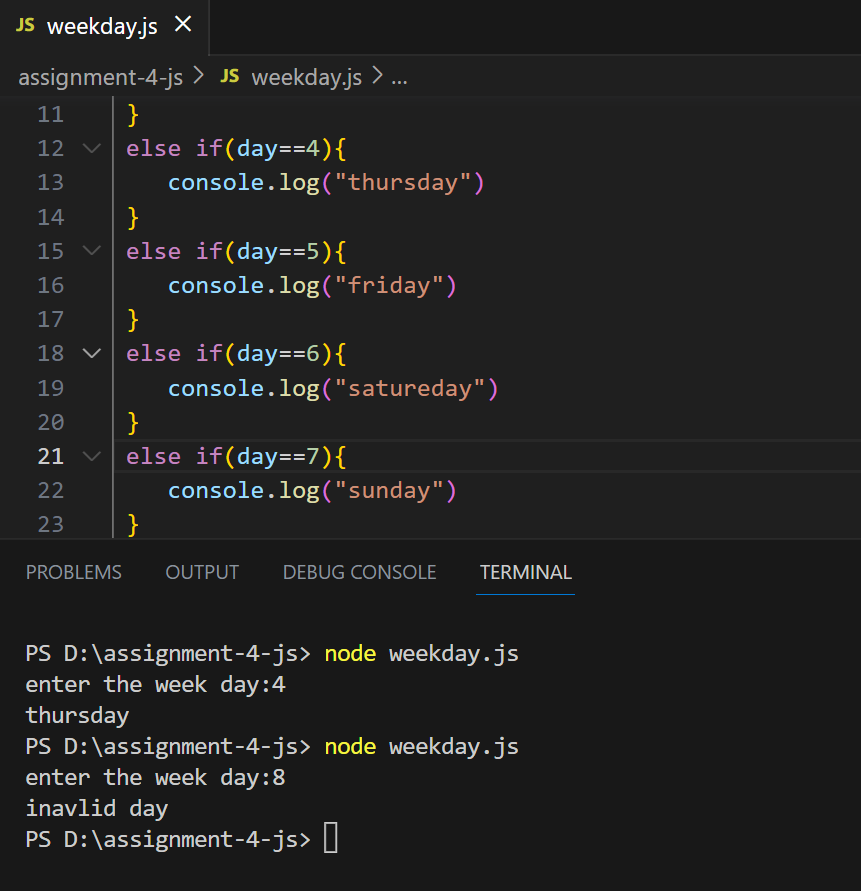 JS weekday.js ×
assignment-4-js > JS weekday.js > ...
11 }
12 else if(day==4){
13 console.log("thursday")
14 }
15 else if(day==5){
16 console.log("friday")
17 }
18 else if(day==6){
19 console.log("satureday")
20 }
21 else if(day==7){
22 console.log("sunday")
23 }
PROBLEMS OUTPUT DEBUG CONSOLE TERMINAL
PS D:\assignment-4-js> node weekday.js
enter the week day:4
thursday
PS D:\assignment-4-js> node weekday.js
enter the week day:8
inavlid day
PS D:\assignment-4-js>